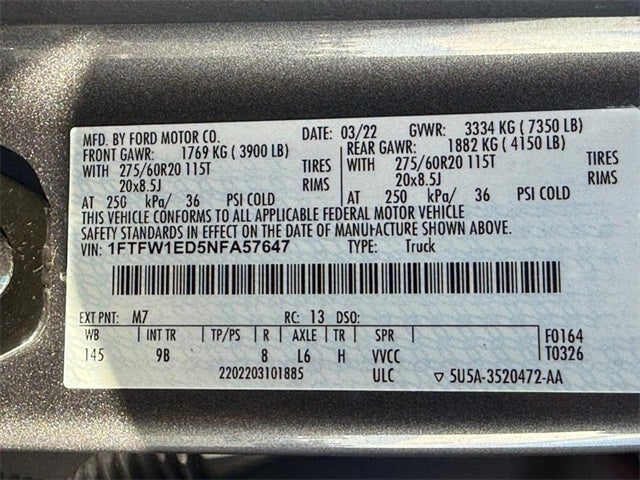 MFD. BY FORD MOTOR CO. DATE: 03/22 GVWR: 3334 KG ( 7350 LB)
FRONT GAWR: 1769 KG ( 3900 LB) REAR GAWR: 1882 KG ( 4150 LB)
WITH 275/60R20 115T TIRES WITH 275/60R20 115T TIRES
20x8.5J RIMS 20x8.5J RIMS
AT 250 kPa/ 36 PSI COLD AT 250 kPa/ 36 PSI COLD
THIS VEHICLE CONFORMS TO ALL APPLICABLE FEDERAL MOTOR VEHICLE
SAFETY STANDARDS IN EFFECT ON THE DATE OF MANUFACTURE SHOWN ABOVE.
VIN: 1FTFW1ED5NFA57647 TYPE: Truck
EXT PNT: M7 RC: 13 DSO:
WB INT TR TP/PS R AXLE TR SPR F0164
145 9B 8 L6 H VVCC T0326
2202203101885 ULC ▽ 5U5A-3520472-AA